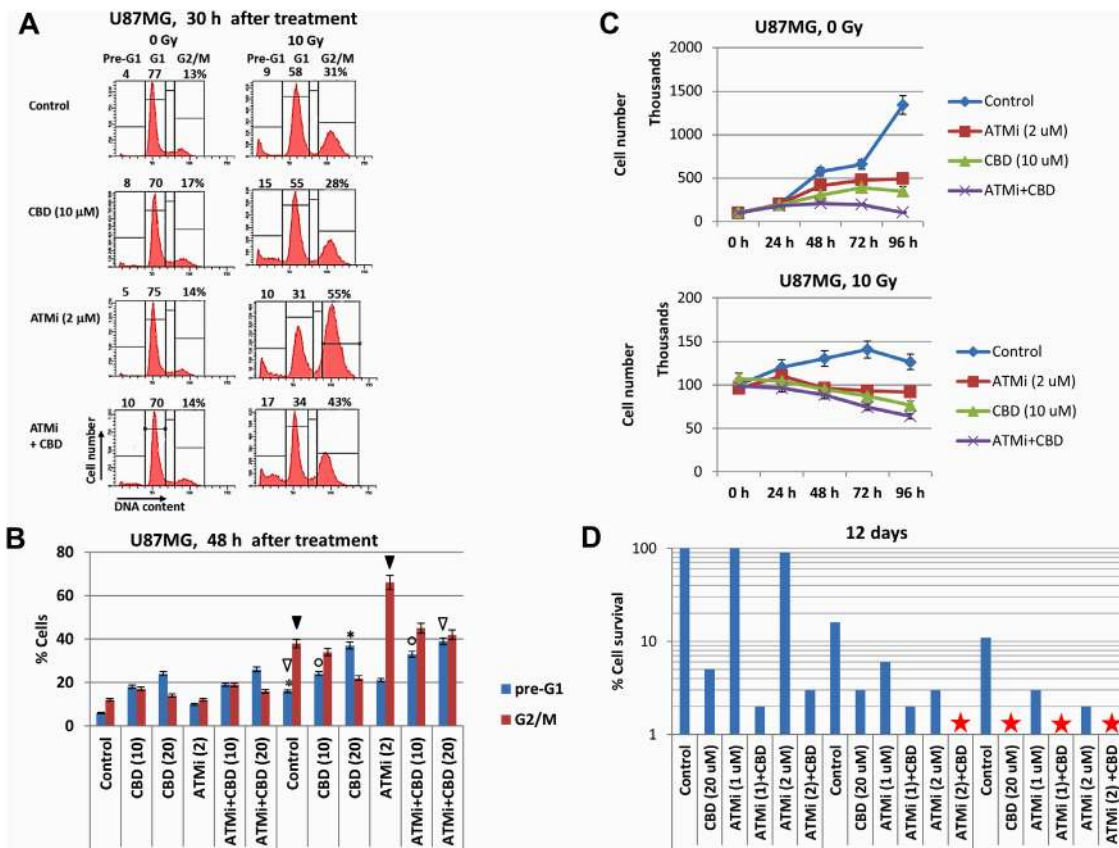 A
U87MG, 30 h after treatment
0 Gy
10 Gy
Pre-G1 G1 G2/M
Pre-G1 G1 G2/M
4 77 13%
9 58 31%
Control
8 70 17%
15 55 28%
CBD (10 µM)
5 75 14%
10 31 55%
ATMi (2 µM)
10 70 14%
17 34 43%
ATMi
+ CBD
Cell number
DNA content
B
U87MG, 48 h after treatment
80
60
40
20
0
% Cells
pre-G1
G2/M
Control
CBD (10)
CBD (20)
ATMi (2)
ATMi+CBD (10)
ATMi+CBD (20)
Control
CBD (10)
CBD (20)
ATMi (2)
ATMi+CBD (10)
ATMi+CBD (20)
C
U87MG, 0 Gy
2000
1500
1000
500
0
Cell number
Thousands
0 h 24 h 48 h 72 h 96 h
Control
ATMi (2 uM)
CBD (10 uM)
ATMi+CBD
U87MG, 10 Gy
200
150
100
50
0
Cell number
Thousands
0 h 24 h 48 h 72 h 96 h
Control
ATMi (2 uM)
CBD (10 uM)
ATMi+CBD
D
12 days
100
10
1
% Cell survival
Control
CBD (20 uM)
ATMi (1 uM)
ATMi (1)+CBD
ATMi (2 uM)
ATMi (2)+CBD
Control
CBD (20 uM)
ATMi (1 uM)
ATMi (1)+CBD
ATMi (2 uM)
ATMi (2)+CBD
Control
CBD (20 uM)
ATMi (1 uM)
ATMi (1)+CBD
ATMi (2 uM)
ATMi (2)+CBD